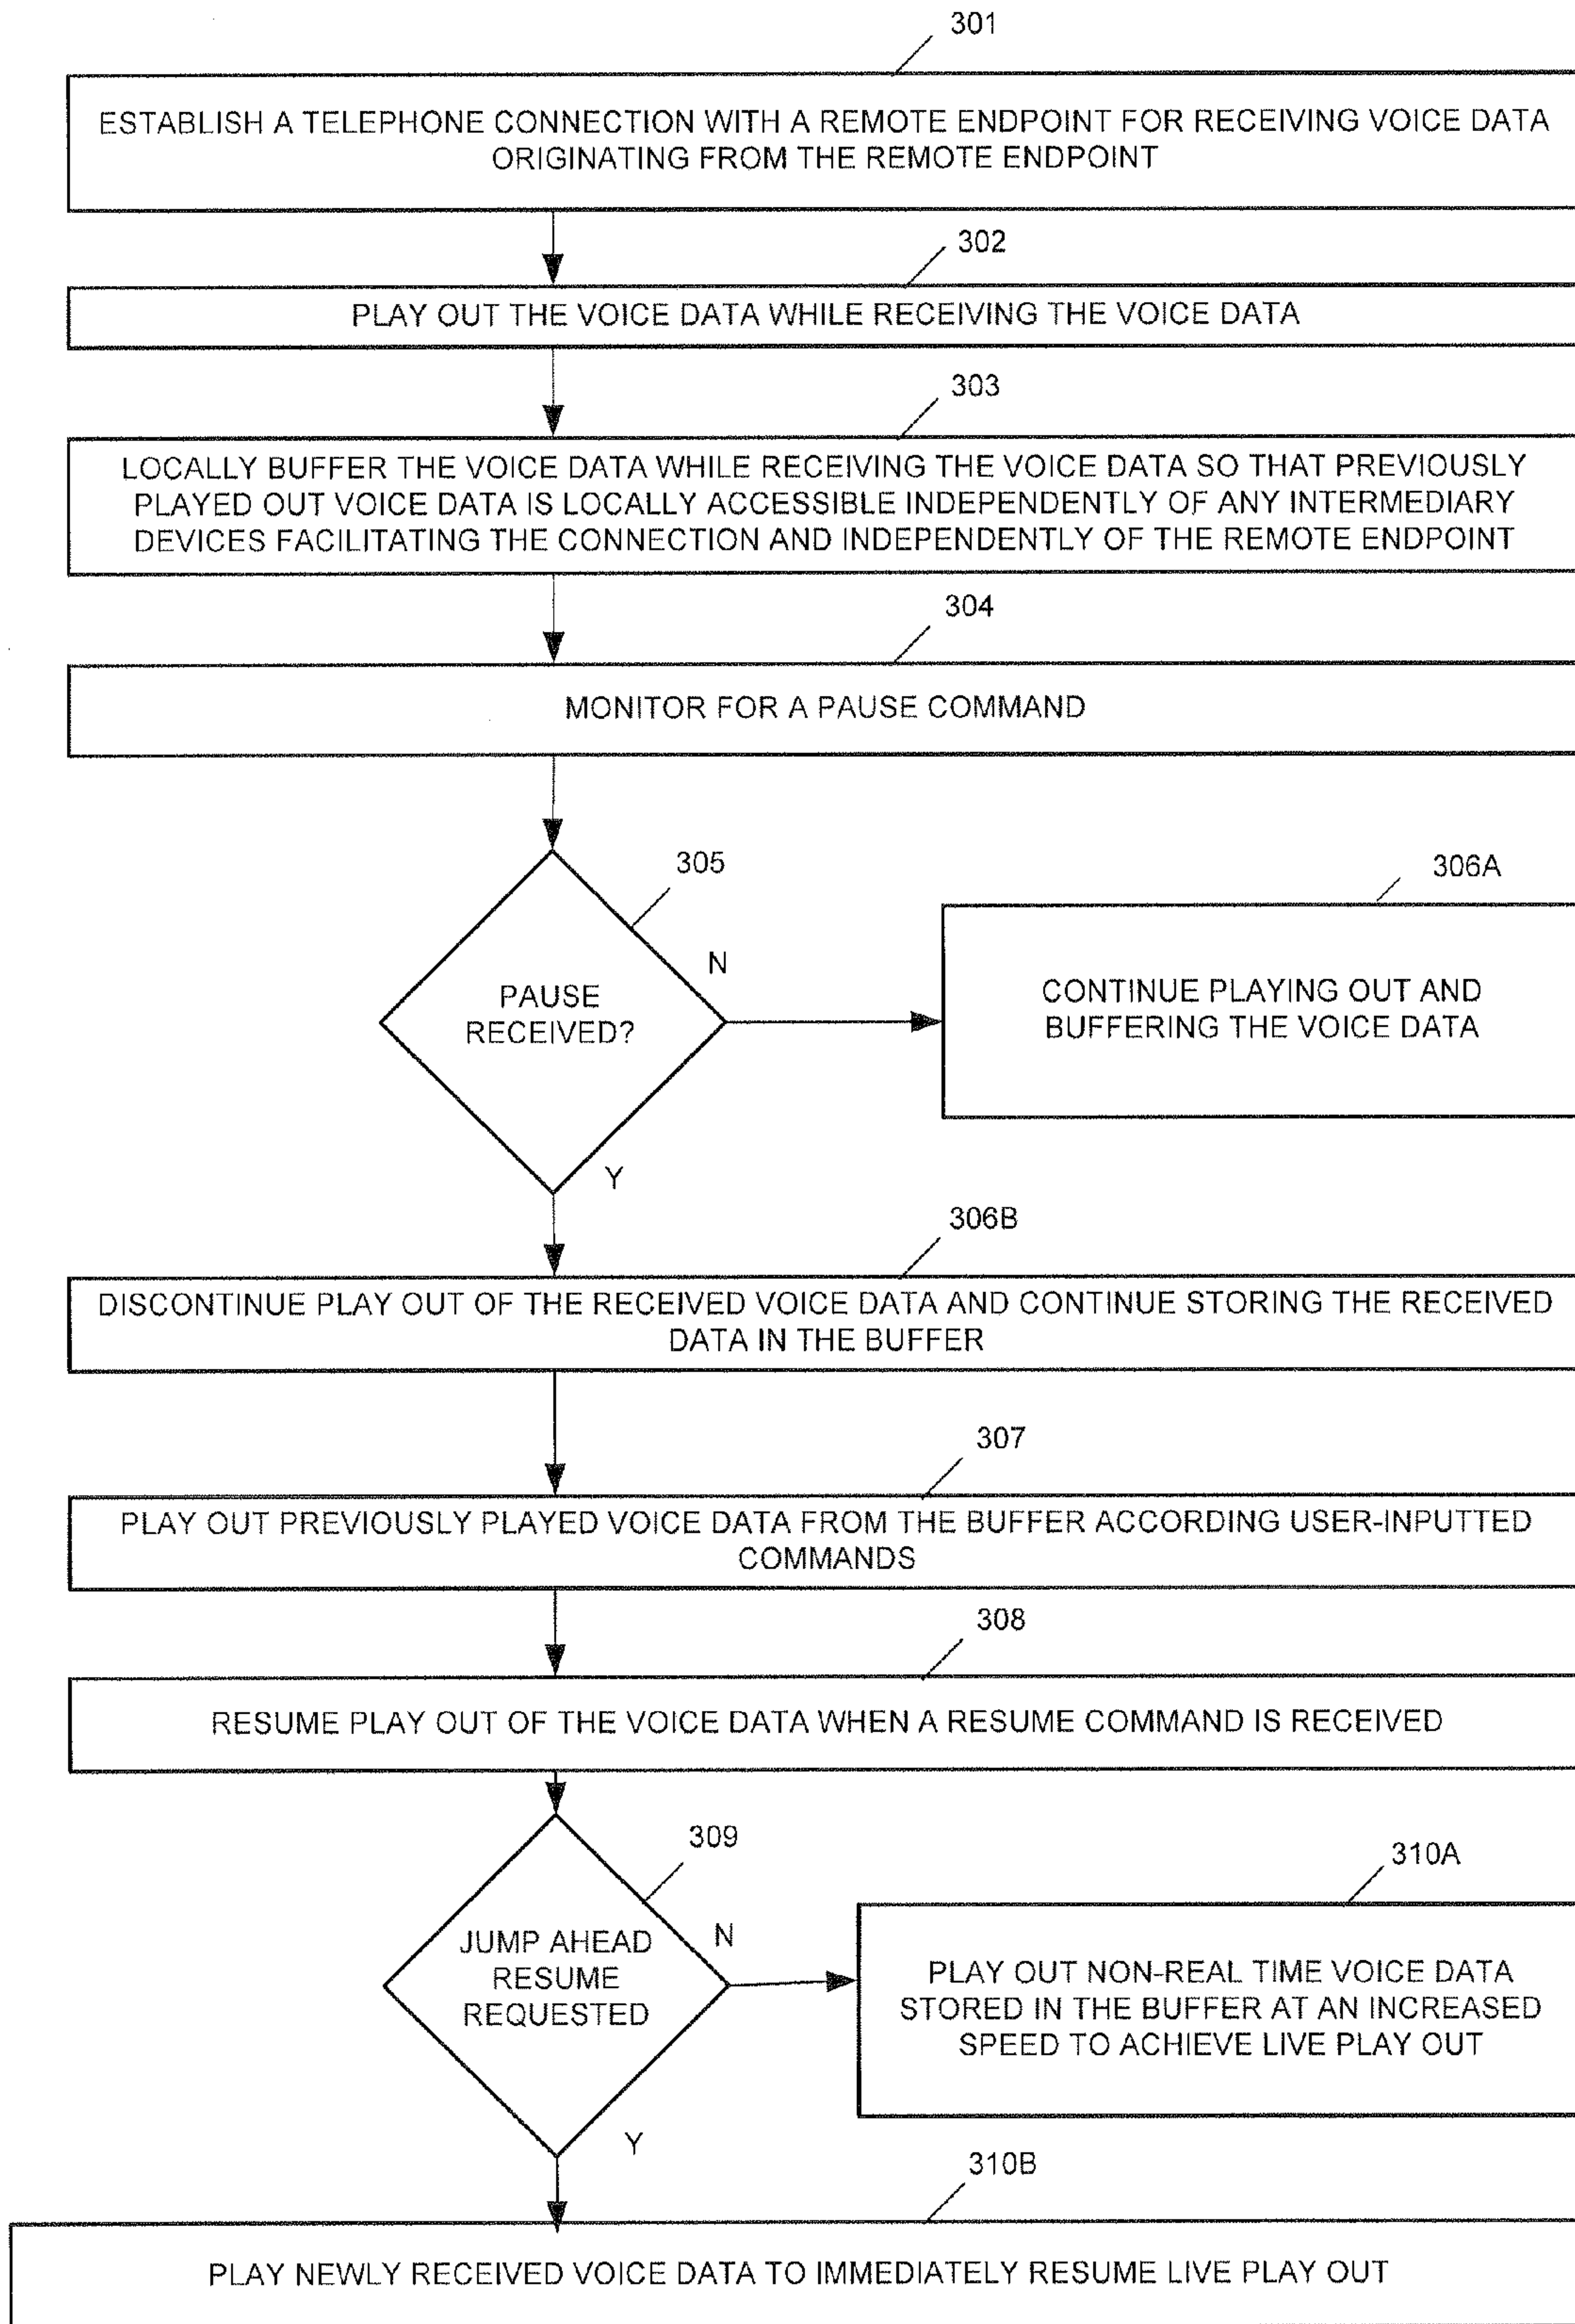 301
ESTABLISH A TELEPHONE CONNECTION WITH A REMOTE ENDPOINT FOR RECEIVING VOICE DATA
ORIGINATING FROM THE REMOTE ENDPOINT
302
PLAY OUT THE VOICE DATA WHILE RECEIVING THE VOICE DATA
303
LOCALLY BUFFER THE VOICE DATA WHILE RECEIVING THE VOICE DATA SO THAT PREVIOUSLY
PLAYED OUT VOICE DATA IS LOCALLY ACCESSIBLE INDEPENDENTLY OF ANY INTERMEDIARY
DEVICES FACILITATING THE CONNECTION AND INDEPENDENTLY OF THE REMOTE ENDPOINT
304
MONITOR FOR A PAUSE COMMAND
305
PAUSE
RECEIVED?
N
306A
CONTINUE PLAYING OUT AND
BUFFERING THE VOICE DATA
Y
306B
DISCONTINUE PLAY OUT OF THE RECEIVED VOICE DATA AND CONTINUE STORING THE RECEIVED
DATA IN THE BUFFER
307
PLAY OUT PREVIOUSLY PLAYED VOICE DATA FROM THE BUFFER ACCORDING USER-INPUTTED
COMMANDS
308
RESUME PLAY OUT OF THE VOICE DATA WHEN A RESUME COMMAND IS RECEIVED
309
JUMP AHEAD
RESUME
REQUESTED
N
310A
PLAY OUT NON-REAL TIME VOICE DATA
STORED IN THE BUFFER AT AN INCREASED
SPEED TO ACHIEVE LIVE PLAY OUT
Y
310B
PLAY NEWLY RECEIVED VOICE DATA TO IMMEDIATELY RESUME LIVE PLAY OUT